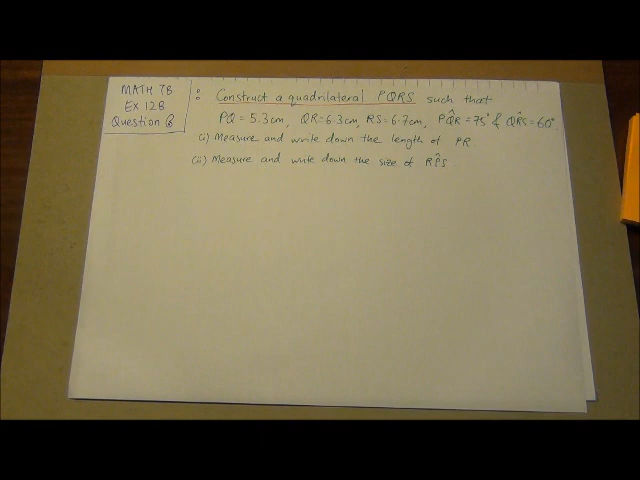 MATH 7B
Ex 12B
Question 8
: Construct a quadrilateral PQRS such that
PQ = 5.3cm, QR = 6.3cm, RS = 6.7cm, PQ̂R = 75° & QR̂S = 60°
(i) Measure and write down the length of PR.
(ii) Measure and write down the size of RP̂S.